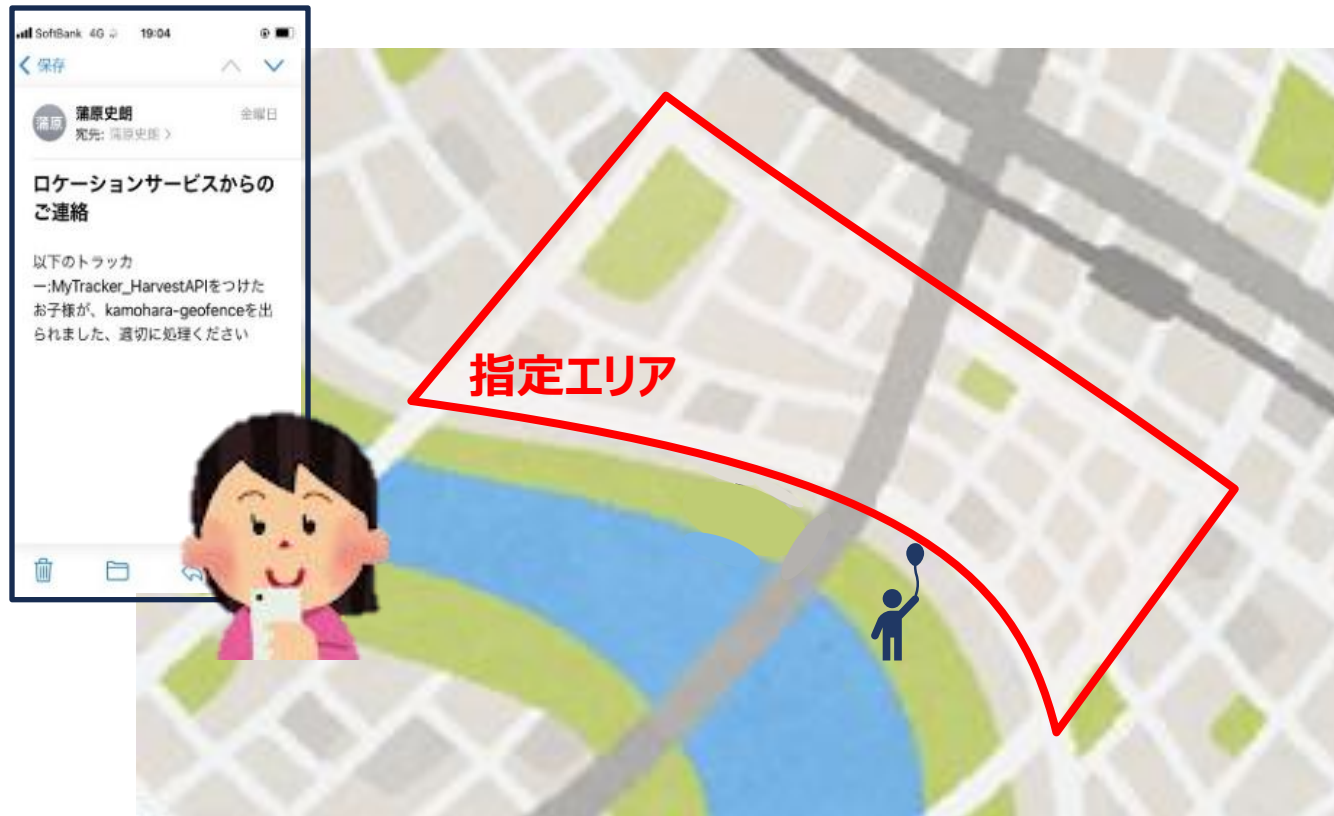 SoftBank 4G 19:04
保存
蒲原
蒲原史朗
金曜日
宛先: 蒲原史朗
ロケーションサービスからの
ご連絡
以下のトラッカ
ー:MyTracker_HarvestAPIをつけた
お子様が、kamohara-geofenceを出
られました、適切に処理ください
指定エリア